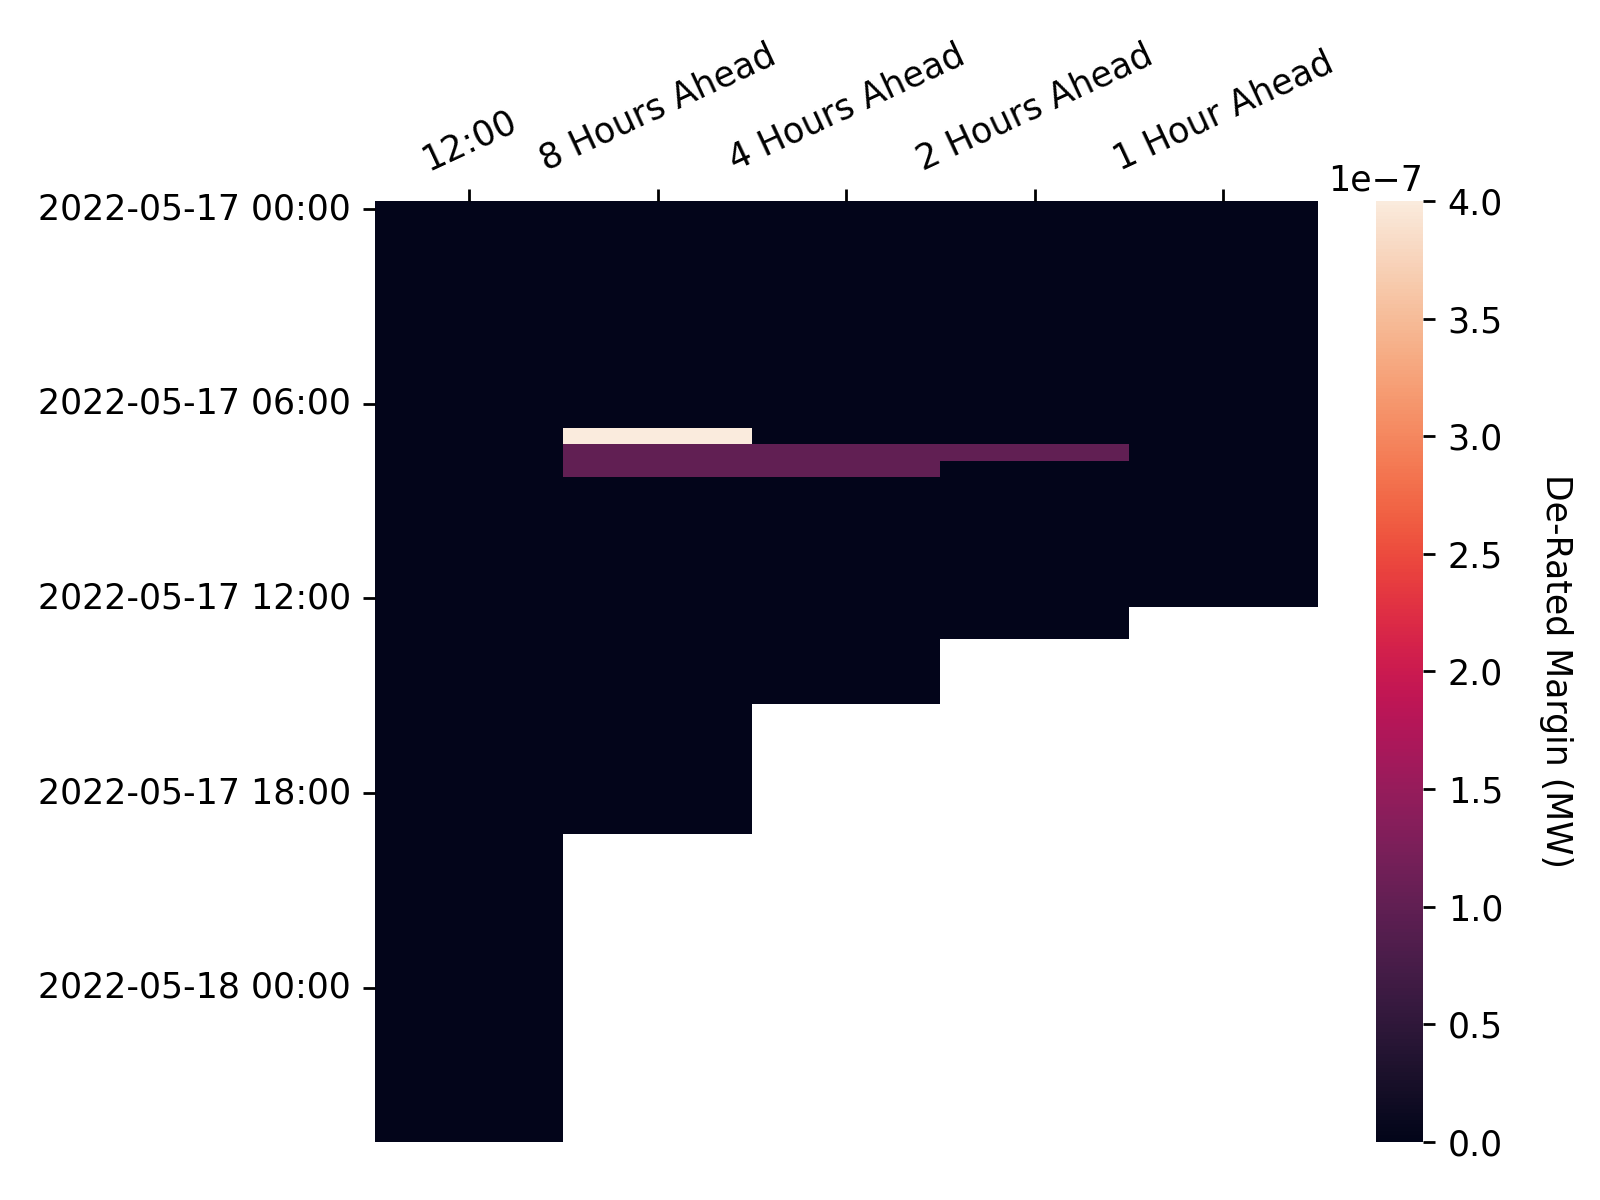 12:00
8 Hours Ahead
4 Hours Ahead
2 Hours Ahead
1 Hour Ahead
2022-05-17 00:00
2022-05-17 06:00
2022-05-17 12:00
2022-05-17 18:00
2022-05-18 00:00
1e−7
4.0
3.5
3.0
2.5
2.0
1.5
1.0
0.5
0.0
De-Rated Margin (MW)